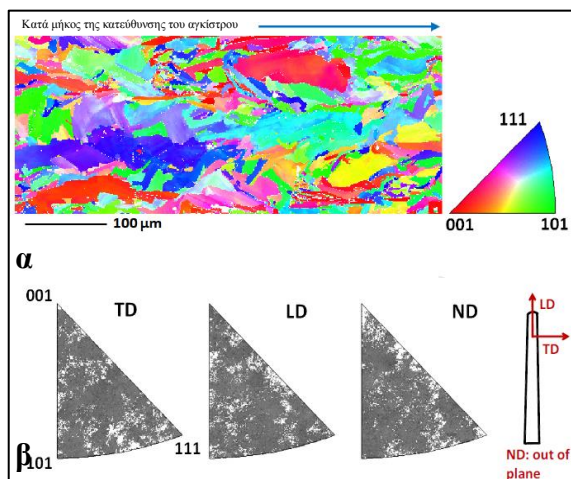 Κατά μήκος της κατεύθυνσης του αγκίστρου
111
001 101
100 μm
α
001 TD LD ND
LD
TD
101 111
β
ND: out of
plane